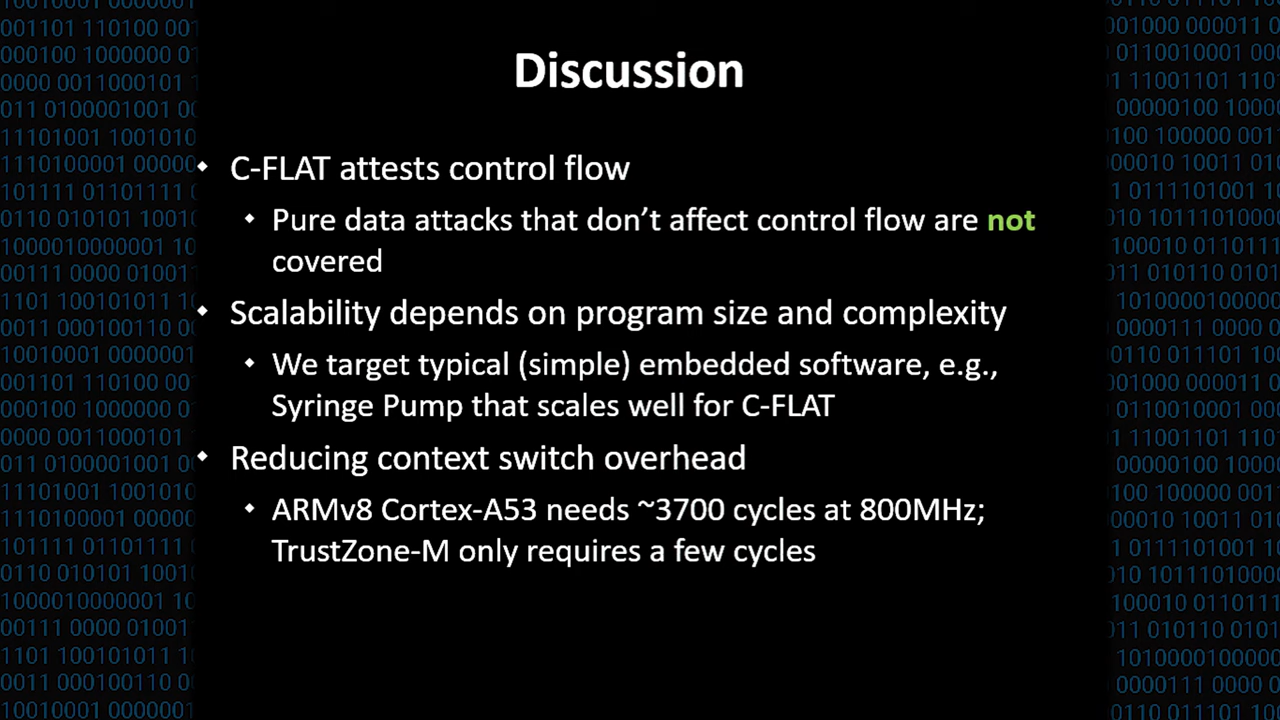 Discussion
• C-FLAT attests control flow
• Pure data attacks that don't affect control flow are not
covered
• Scalability depends on program size and complexity
• We target typical (simple) embedded software, e.g.,
Syringe Pump that scales well for C-FLAT
• Reducing context switch overhead
• ARMv8 Cortex-A53 needs ~3700 cycles at 800MHz;
TrustZone-M only requires a few cycles